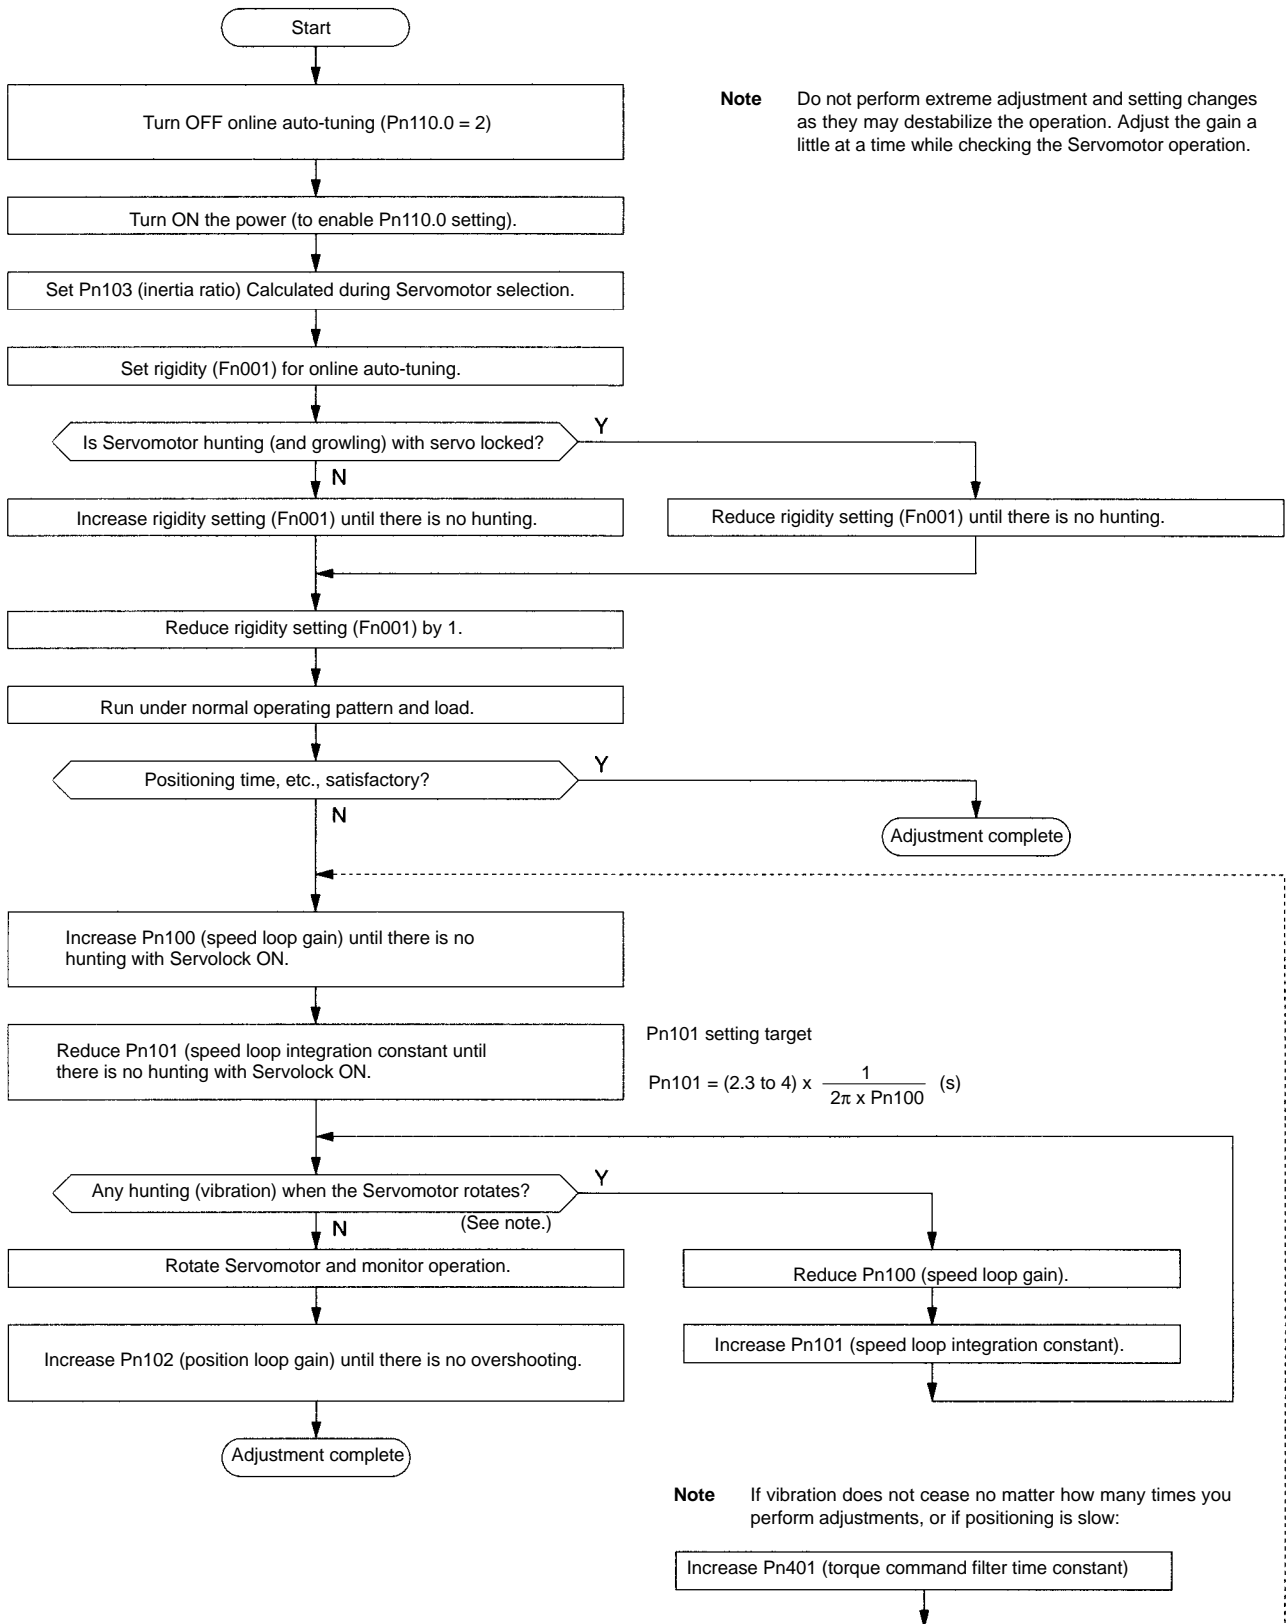 Start
Turn OFF online auto-tuning (Pn110.0 = 2)
Note Do not perform extreme adjustment and setting changes
as they may destabilize the operation. Adjust the gain a
little at a time while checking the Servomotor operation.
Turn ON the power (to enable Pn110.0 setting).
Set Pn103 (inertia ratio) Calculated during Servomotor selection.
Set rigidity (Fn001) for online auto-tuning.
Is Servomotor hunting (and growling) with servo locked?
Y
N
Increase rigidity setting (Fn001) until there is no hunting.
Reduce rigidity setting (Fn001) until there is no hunting.
Reduce rigidity setting (Fn001) by 1.
Run under normal operating pattern and load.
Positioning time, etc., satisfactory?
Y
N
Adjustment complete
Increase Pn100 (speed loop gain) until there is no
hunting with Servolock ON.
Reduce Pn101 (speed loop integration constant until
there is no hunting with Servolock ON.
Pn101 setting target
Pn101 = (2.3 to 4) x 1 / 2π x Pn100 (s)
Any hunting (vibration) when the Servomotor rotates?
Y
N
(See note.)
Rotate Servomotor and monitor operation.
Reduce Pn100 (speed loop gain).
Increase Pn101 (speed loop integration constant).
Increase Pn102 (position loop gain) until there is no overshooting.
Adjustment complete
Note If vibration does not cease no matter how many times you
perform adjustments, or if positioning is slow:
Increase Pn401 (torque command filter time constant)